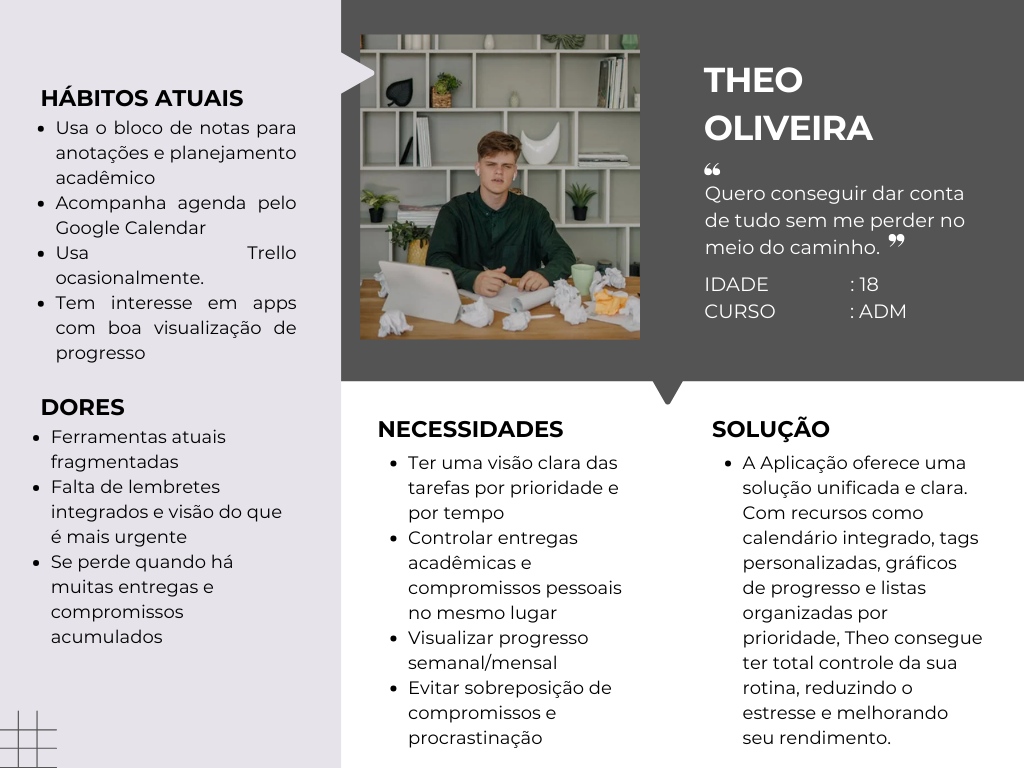 HÁBITOS ATUAIS
• Usa o bloco de notas para
anotações e planejamento
acadêmico
• Acompanha agenda pelo
Google Calendar
• Usa Trello
ocasionalmente.
• Tem interesse em apps
com boa visualização de
progresso
DORES
• Ferramentas atuais
fragmentadas
• Falta de lembretes
integrados e visão do que
é mais urgente
• Se perde quando há
muitas entregas e
compromissos
acumulados
THEO
OLIVEIRA
“
Quero conseguir dar conta
de tudo sem me perder no
meio do caminho. ”
IDADE : 18
CURSO : ADM
NECESSIDADES
• Ter uma visão clara das
tarefas por prioridade e
por tempo
• Controlar entregas
acadêmicas e
compromissos pessoais
no mesmo lugar
• Visualizar progresso
semanal/mensal
• Evitar sobreposição de
compromissos e
procrastinação
SOLUÇÃO
• A Aplicação oferece uma
solução unificada e clara.
Com recursos como
calendário integrado, tags
personalizadas, gráficos
de progresso e listas
organizadas por
prioridade, Theo consegue
ter total controle da sua
rotina, reduzindo o
estresse e melhorando
seu rendimento.